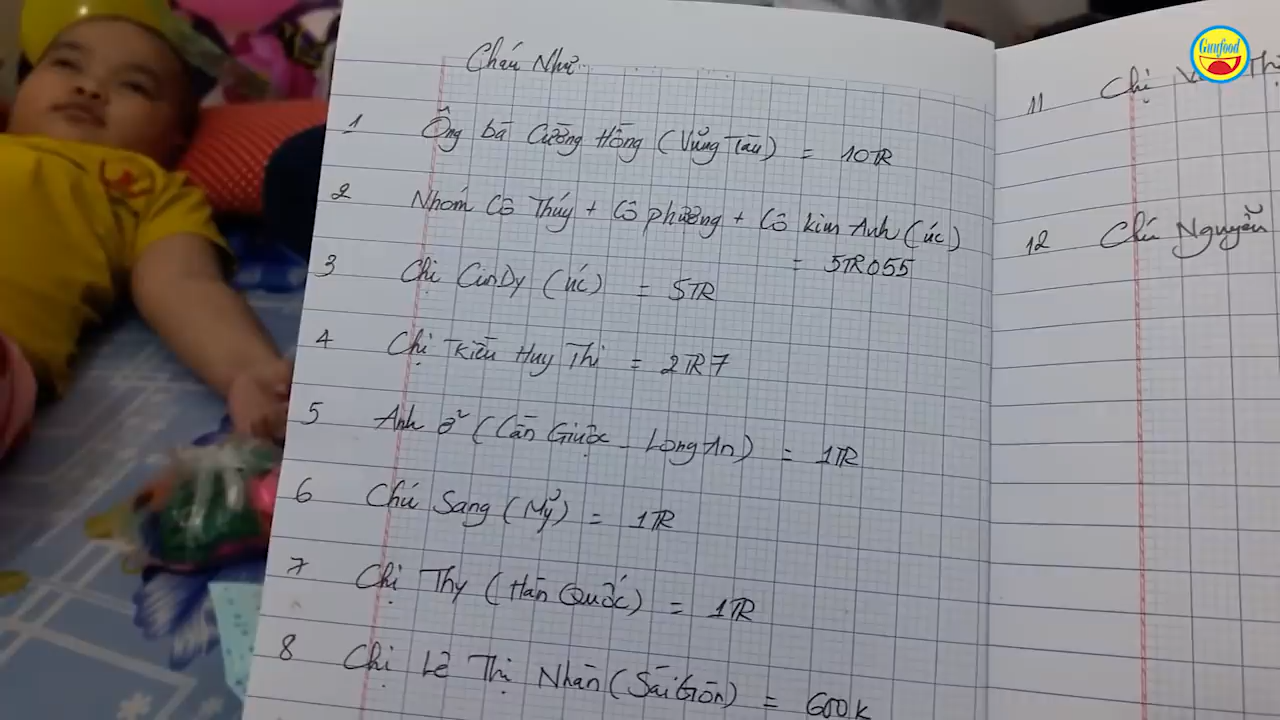 Gunfood
Cháu Như
1 Ông bà Cường Hồng (Vũng Tàu) = 10TR
2 Nhóm Cô Thúy + Cô phương + Cô kim Anh (úc)
= 5TR055
3 Chị CinDy (úc) = 5TR
4 Chị Kiều Huy Thi = 2TR7
5 Anh ở (Cần Giuộc - Long An) = 1TR
6 Chú Sang (Mỹ) = 1TR
7 Chị Thy (Hàn Quốc) = 1TR
8 Chị Lê Thị Nhàn (Sài Gòn) = 600k
11 Chị
12 Chú Nguyễn